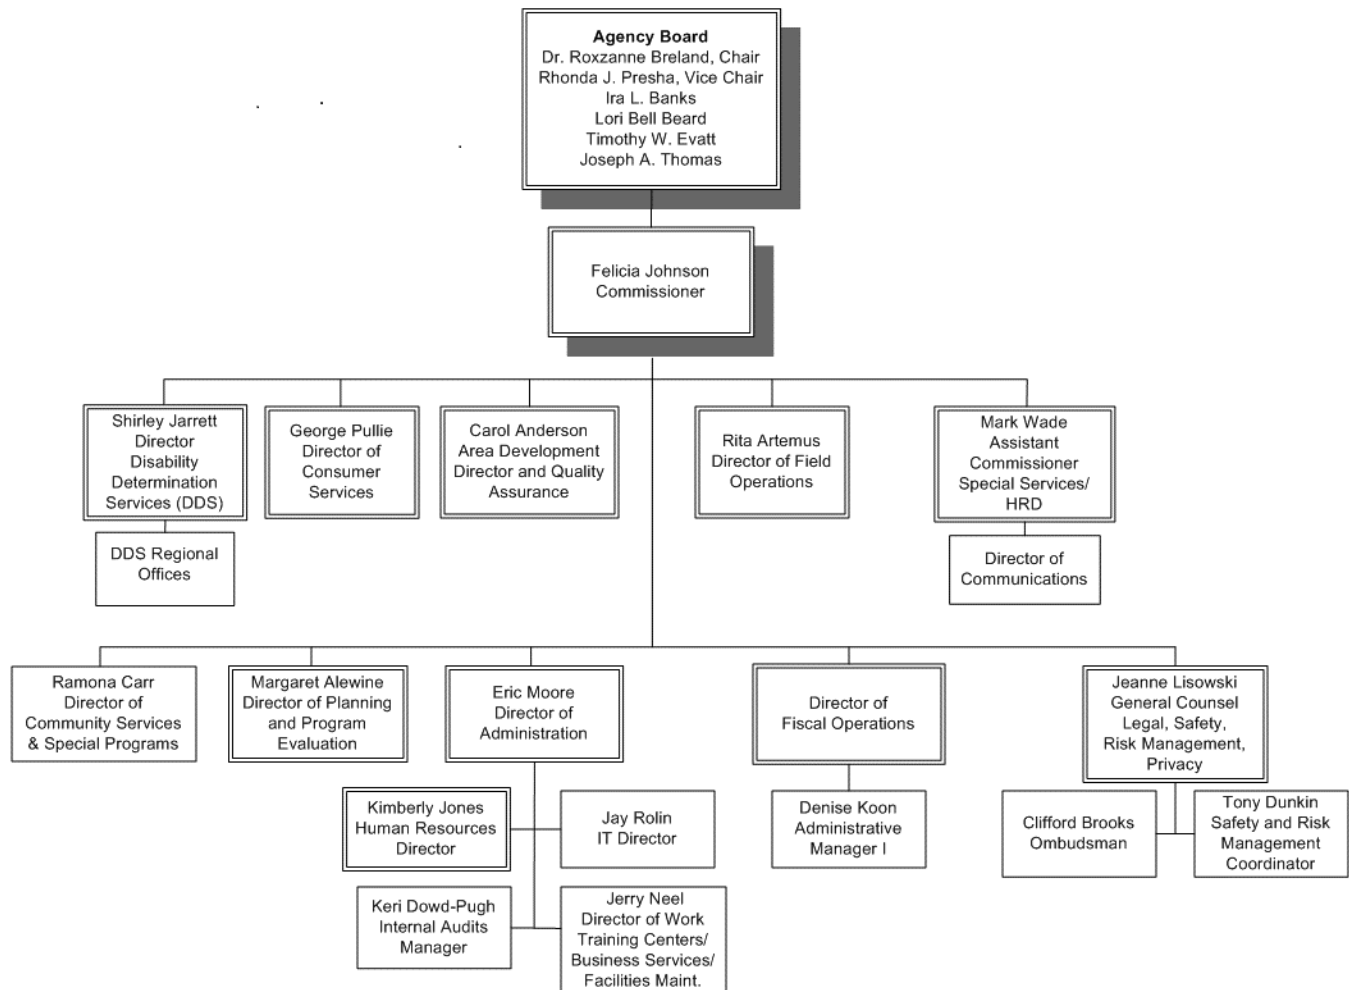 Agency Board
Dr. Roxzanne Breland, Chair
Rhonda J. Presha, Vice Chair
Ira L. Banks
Lori Bell Beard
Timothy W. Evatt
Joseph A. Thomas
Felicia Johnson
Commissioner
Shirley Jarrett
Director
Disability
Determination
Services (DDS)
George Pullie
Director of
Consumer
Services
Carol Anderson
Area Development
Director and Quality
Assurance
Rita Artemus
Director of Field
Operations
Mark Wade
Assistant
Commissioner
Special Services/
HRD
DDS Regional
Offices
Director of
Communications
Ramona Carr
Director of
Community Services
& Special Programs
Margaret Alewine
Director of Planning
and Program
Evaluation
Eric Moore
Director of
Administration
Director of
Fiscal Operations
Jeanne Lisowski
General Counsel
Legal, Safety,
Risk Management,
Privacy
Kimberly Jones
Human Resources
Director
Jay Rolin
IT Director
Denise Koon
Administrative
Manager I
Clifford Brooks
Ombudsman
Tony Dunkin
Safety and Risk
Management
Coordinator
Keri Dowd-Pugh
Internal Audits
Manager
Jerry Neel
Director of Work
Training Centers/
Business Services/
Facilities Maint.